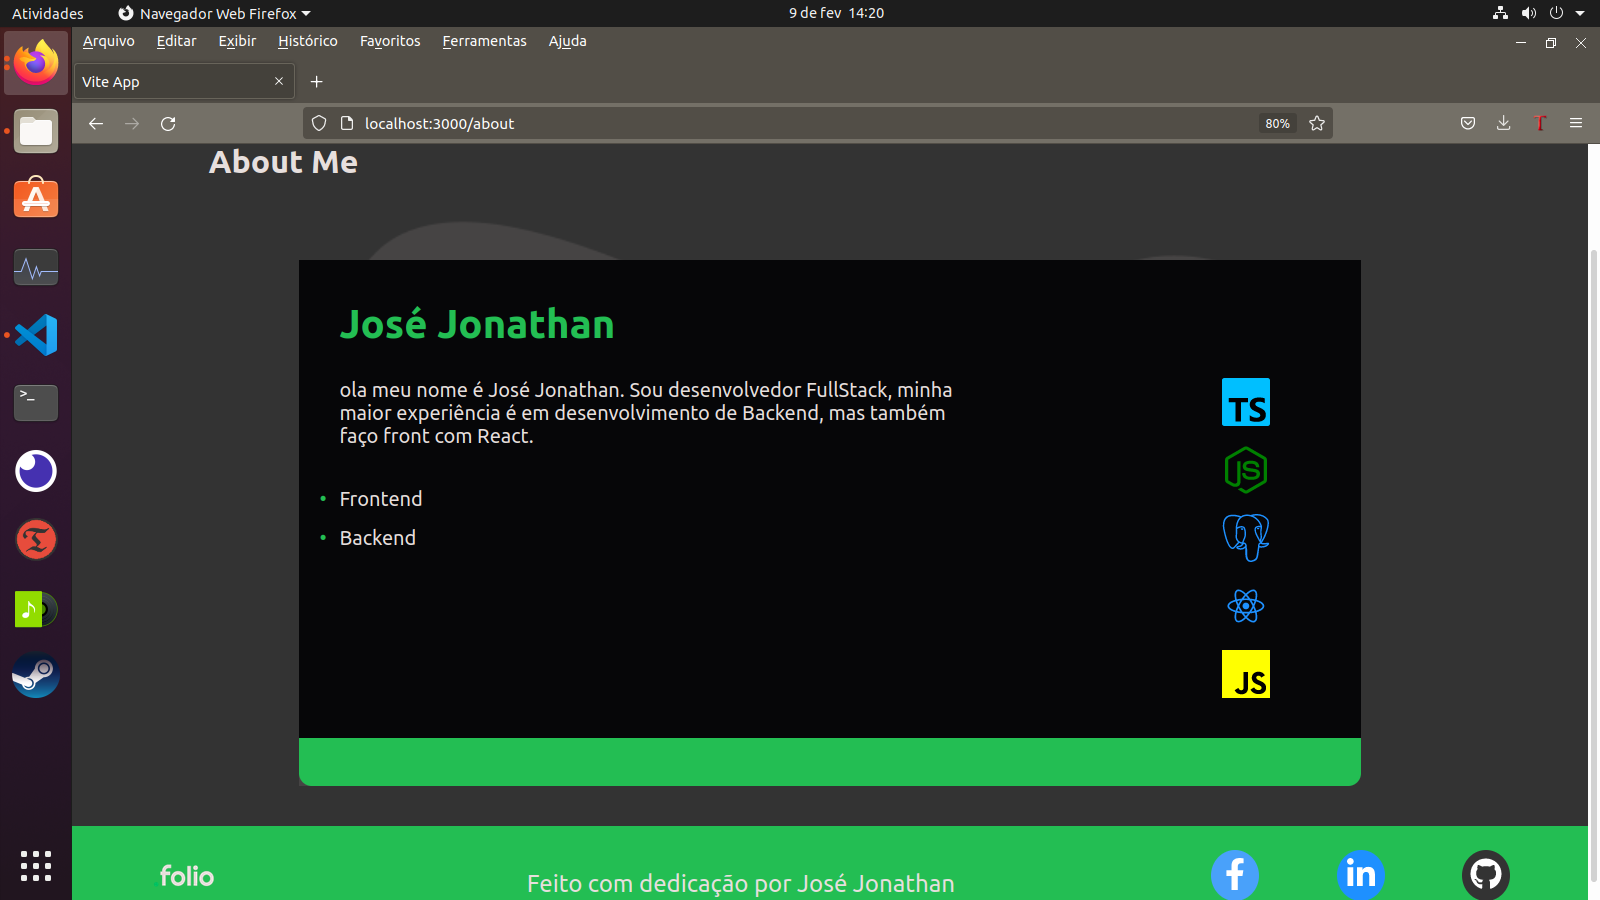 Atividades
Navegador Web Firefox
9 de fev 14:20
Arquivo Editar Exibir Histórico Favoritos Ferramentas Ajuda
Vite App
localhost:3000/about
80%
T
About Me
José Jonathan
ola meu nome é José Jonathan. Sou desenvolvedor FullStack, minha
maior experiência é em desenvolvimento de Backend, mas também
faço front com React.
• Frontend
• Backend
TS
JS
JS
folio
Feito com dedicação por José Jonathan
f
in